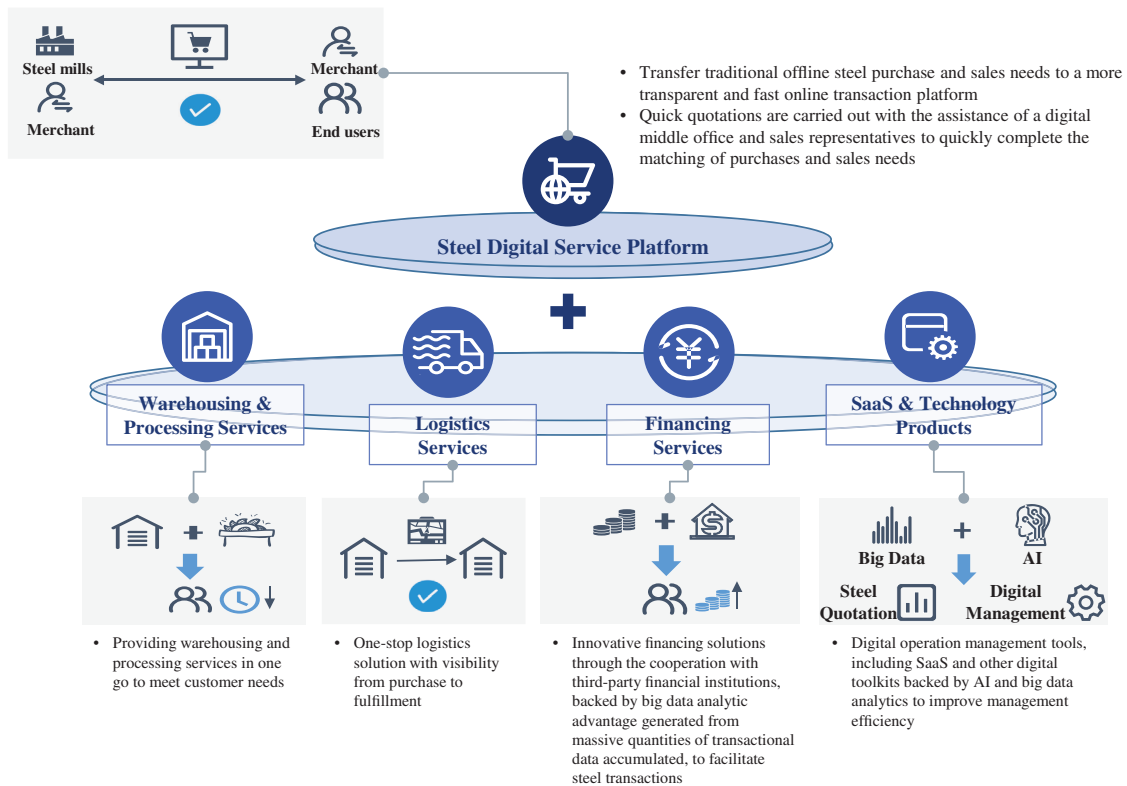 Steel mills
Merchant
Merchant
End users
• Transfer traditional offline steel purchase and sales needs to a more
transparent and fast online transaction platform
• Quick quotations are carried out with the assistance of a digital
middle office and sales representatives to quickly complete the
matching of purchases and sales needs
Steel Digital Service Platform
Warehousing &
Processing Services
Logistics
Services
Financing
Services
SaaS & Technology
Products
Big Data
AI
Steel
Quotation
Digital
Management
• Providing warehousing and
processing services in one
go to meet customer needs
• One-stop logistics
solution with visibility
from purchase to
fulfillment
• Innovative financing solutions
through the cooperation with
third-party financial institutions,
backed by big data analytic
advantage generated from
massive quantities of transactional
data accumulated, to facilitate
steel transactions
• Digital operation management tools,
including SaaS and other digital
toolkits backed by AI and big data
analytics to improve management
efficiency